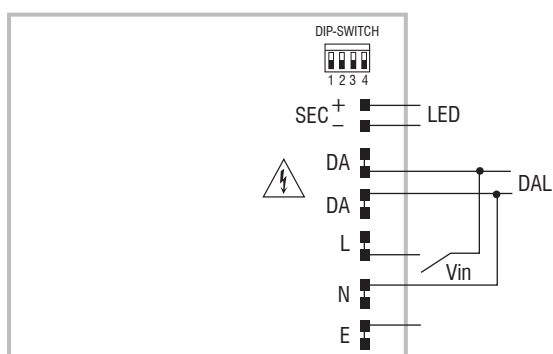 DIP-SWITCH
1 2 3 4
SEC + −
LED
DA
DAL
DA
L
Vin
N
E